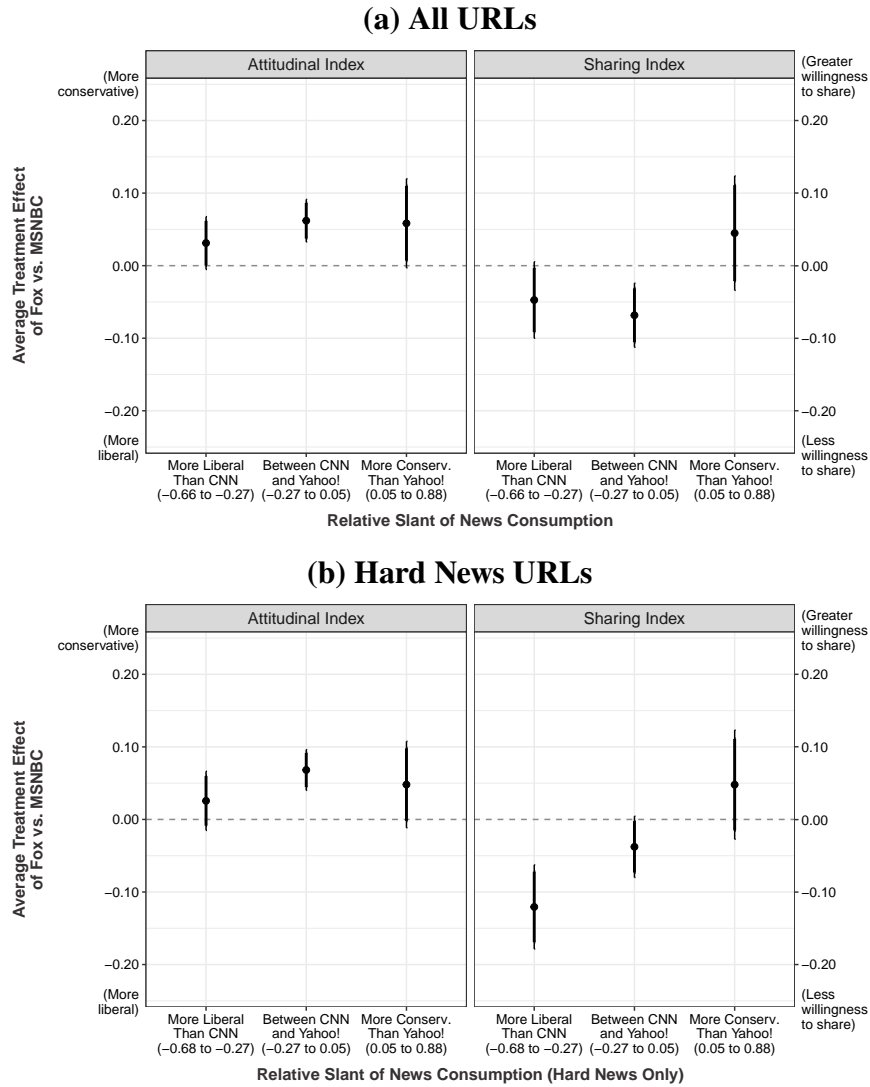 (a) All URLs
Attitudinal Index
Sharing Index
(More
conservative)
(Greater
willingness
to share)
0.20
0.20
0.10
0.10
0.00
0.00
−0.10
−0.10
−0.20
−0.20
(More
liberal)
(Less
willingness
to share)
Average Treatment Effect
of Fox vs. MSNBC
More Liberal
Than CNN
(−0.66 to −0.27)
Between CNN
and Yahoo!
(−0.27 to 0.05)
More Conserv.
Than Yahoo!
(0.05 to 0.88)
More Liberal
Than CNN
(−0.66 to −0.27)
Between CNN
and Yahoo!
(−0.27 to 0.05)
More Conserv.
Than Yahoo!
(0.05 to 0.88)
Relative Slant of News Consumption
(b) Hard News URLs
Attitudinal Index
Sharing Index
(More
conservative)
(Greater
willingness
to share)
0.20
0.20
0.10
0.10
0.00
0.00
−0.10
−0.10
−0.20
−0.20
(More
liberal)
(Less
willingness
to share)
Average Treatment Effect
of Fox vs. MSNBC
More Liberal
Than CNN
(−0.68 to −0.27)
Between CNN
and Yahoo!
(−0.27 to 0.05)
More Conserv.
Than Yahoo!
(0.05 to 0.88)
More Liberal
Than CNN
(−0.68 to −0.27)
Between CNN
and Yahoo!
(−0.27 to 0.05)
More Conserv.
Than Yahoo!
(0.05 to 0.88)
Relative Slant of News Consumption (Hard News Only)